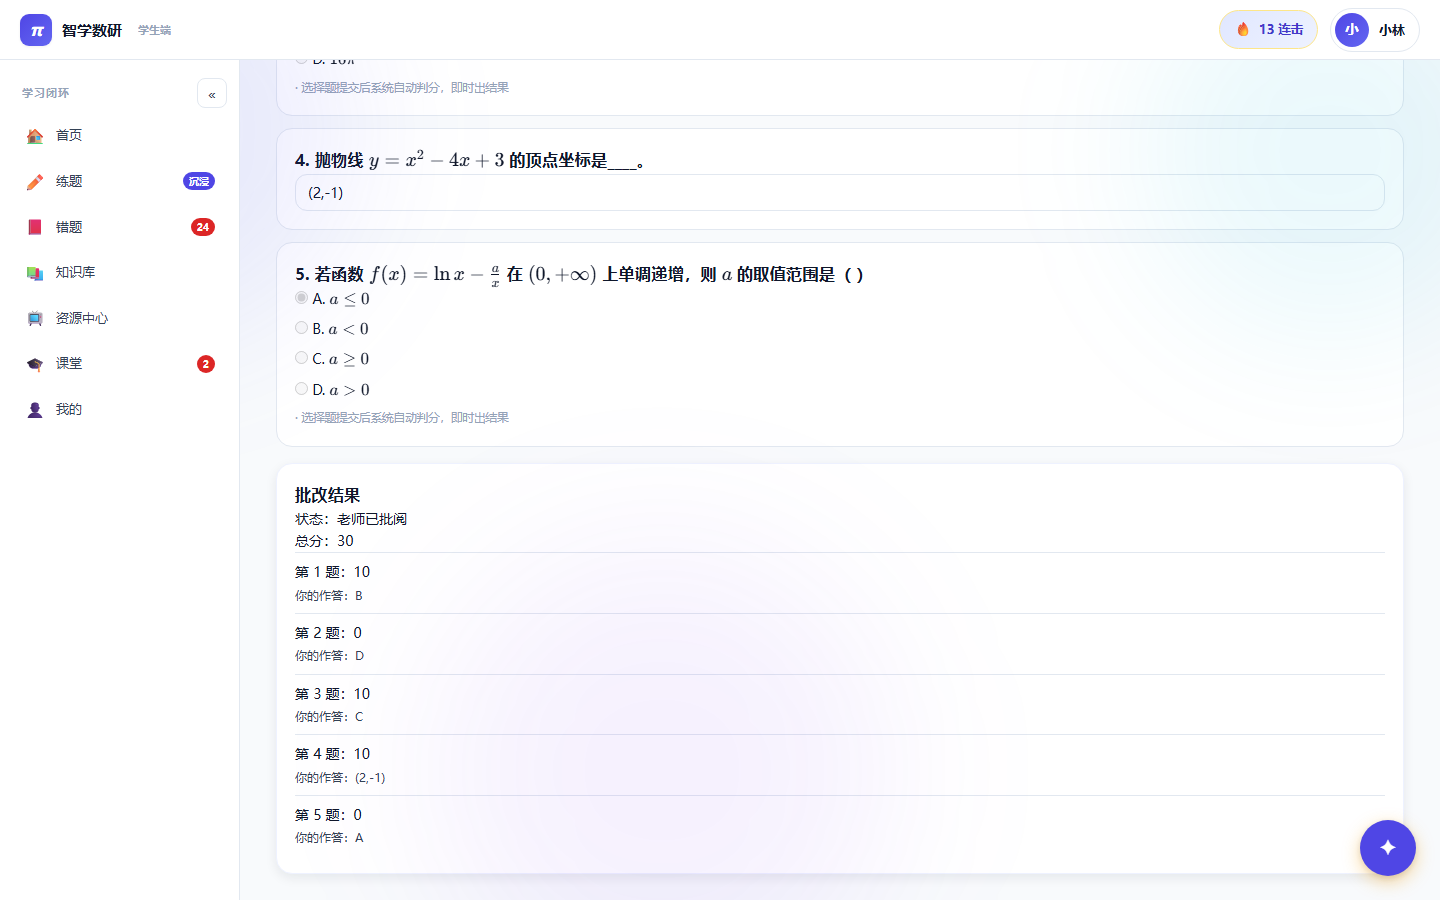 π 智学数研 学生端
13 连击
小 小林
学习闭环
«
首页
练题 沉浸
错题 24
知识库
资源中心
课堂 2
我的
· 选择题提交后系统自动判分，即时出结果
4. 抛物线 y = x² − 4x + 3 的顶点坐标是____。
(2,-1)
5. 若函数 f(x) = ln x − a/x 在 (0, +∞) 上单调递增，则 a 的取值范围是（ ）
A. a ≤ 0
B. a < 0
C. a ≥ 0
D. a > 0
· 选择题提交后系统自动判分，即时出结果
批改结果
状态：老师已批阅
总分：30
第 1 题：10
你的作答：B
第 2 题：0
你的作答：D
第 3 题：10
你的作答：C
第 4 题：10
你的作答：(2,-1)
第 5 题：0
你的作答：A